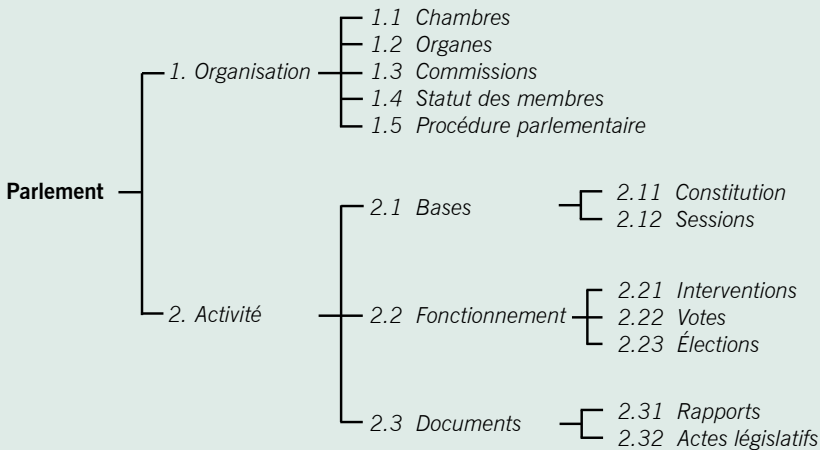 Parlement
1. Organisation
1.1 Chambres
1.2 Organes
1.3 Commissions
1.4 Statut des membres
1.5 Procédure parlementaire
2. Activité
2.1 Bases
2.11 Constitution
2.12 Sessions
2.2 Fonctionnement
2.21 Interventions
2.22 Votes
2.23 Élections
2.3 Documents
2.31 Rapports
2.32 Actes législatifs